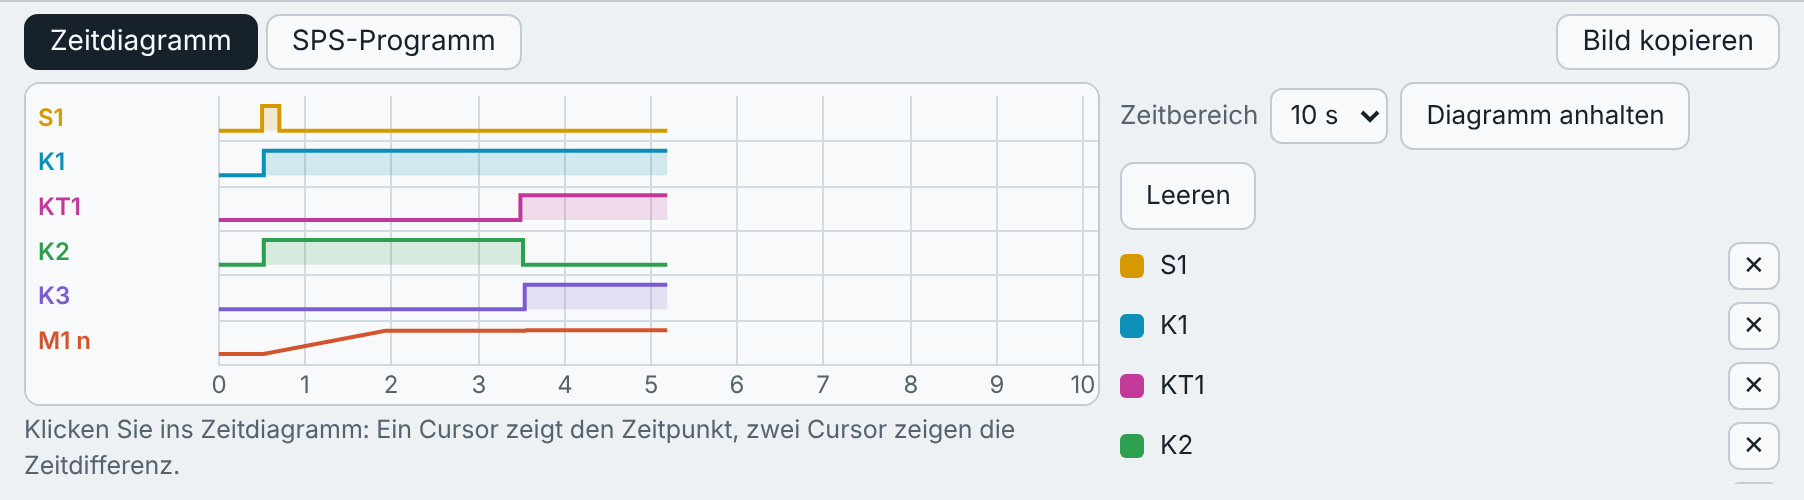 Zeitdiagramm SPS-Programm Bild kopieren
S1
K1
KT1
K2
K3
M1 n
0 1 2 3 4 5 6 7 8 9 10
Klicken Sie ins Zeitdiagramm: Ein Cursor zeigt den Zeitpunkt, zwei Cursor zeigen die
Zeitdifferenz.
Zeitbereich 10 s Diagramm anhalten
Leeren
S1 ✕
K1 ✕
KT1 ✕
K2 ✕